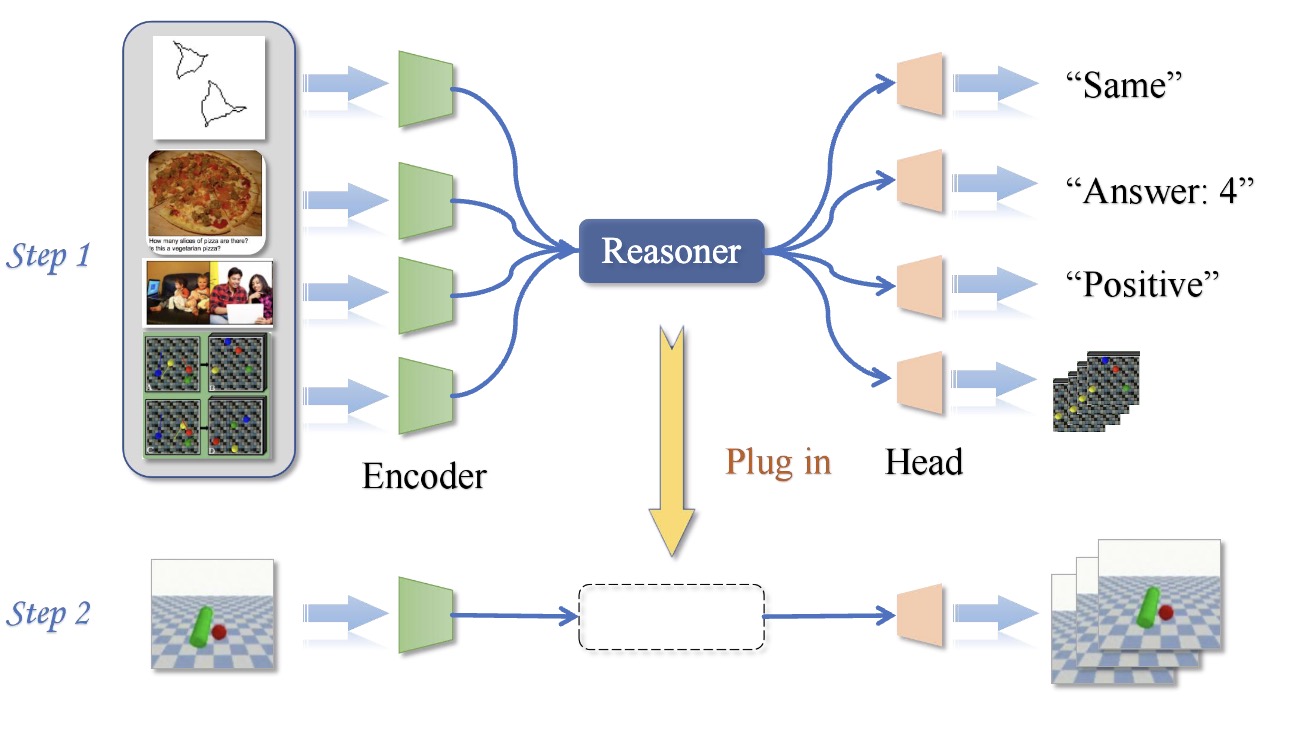 Step 1
How many slices of pizza are there?
Is this a vegetarian pizza?
A
B
C
D
Encoder
Reasoner
Plug in
Head
“Same”
“Answer: 4”
“Positive”
Step 2